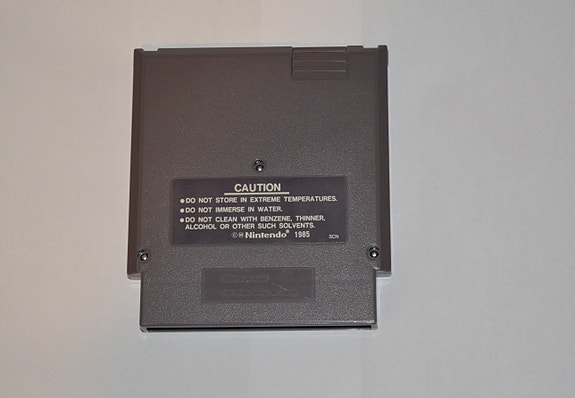 CAUTION
● DO NOT STORE IN EXTREME TEMPERATURES.
● DO NOT IMMERSE IN WATER.
● DO NOT CLEAN WITH BENZENE, THINNER,
ALCOHOL OR OTHER SUCH SOLVENTS.
Nintendo® 1985 SCN